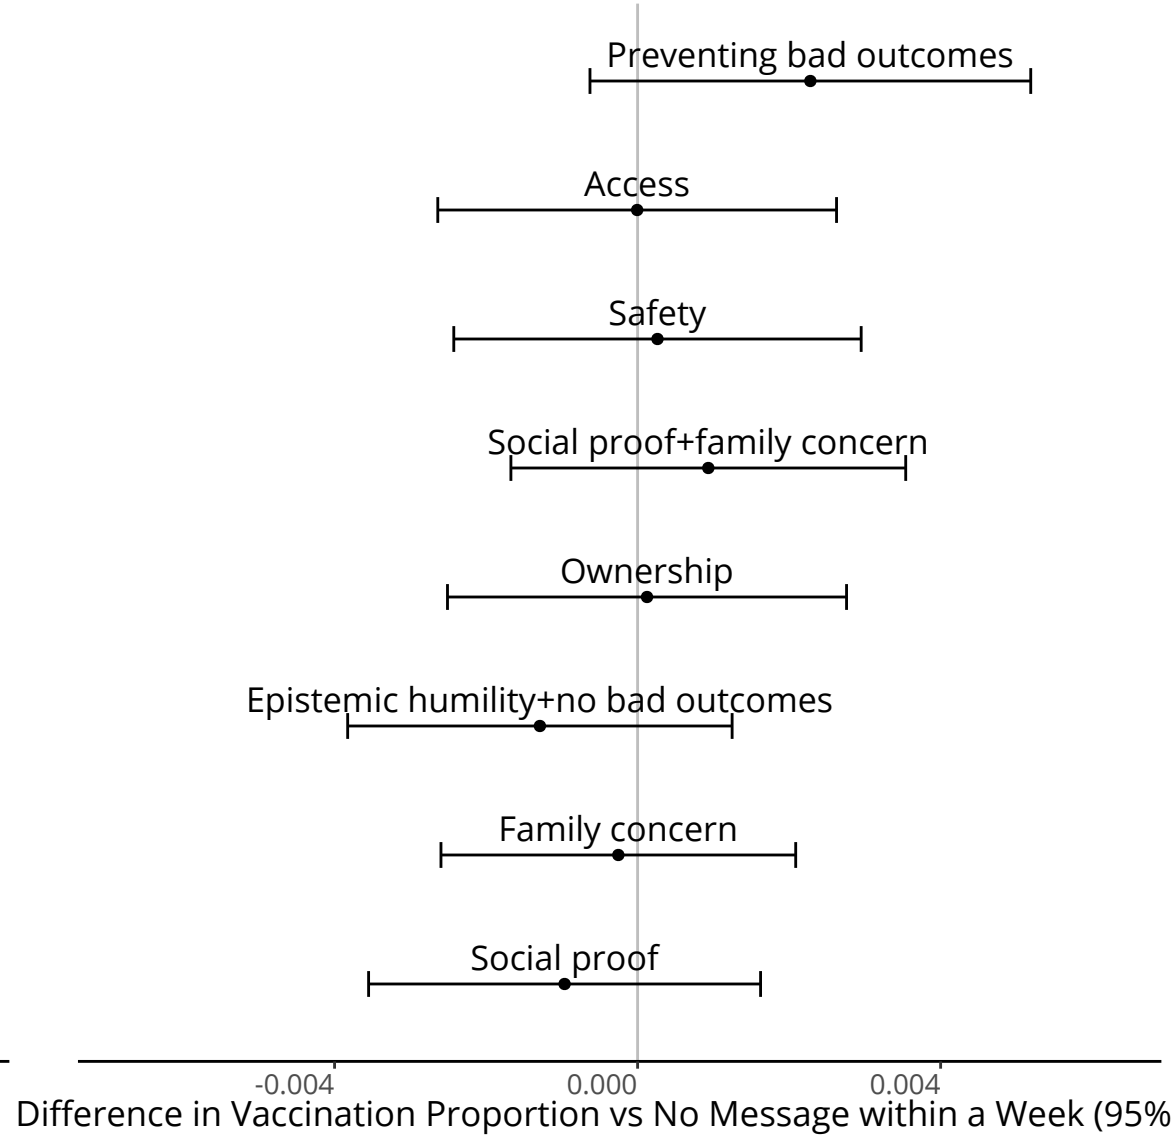 Preventing bad outcomes
Access
Safety
Social proof+family concern
Ownership
Epistemic humility+no bad outcomes
Family concern
Social proof
-0.004 0.000 0.004
Difference in Vaccination Proportion vs No Message within a Week (95%